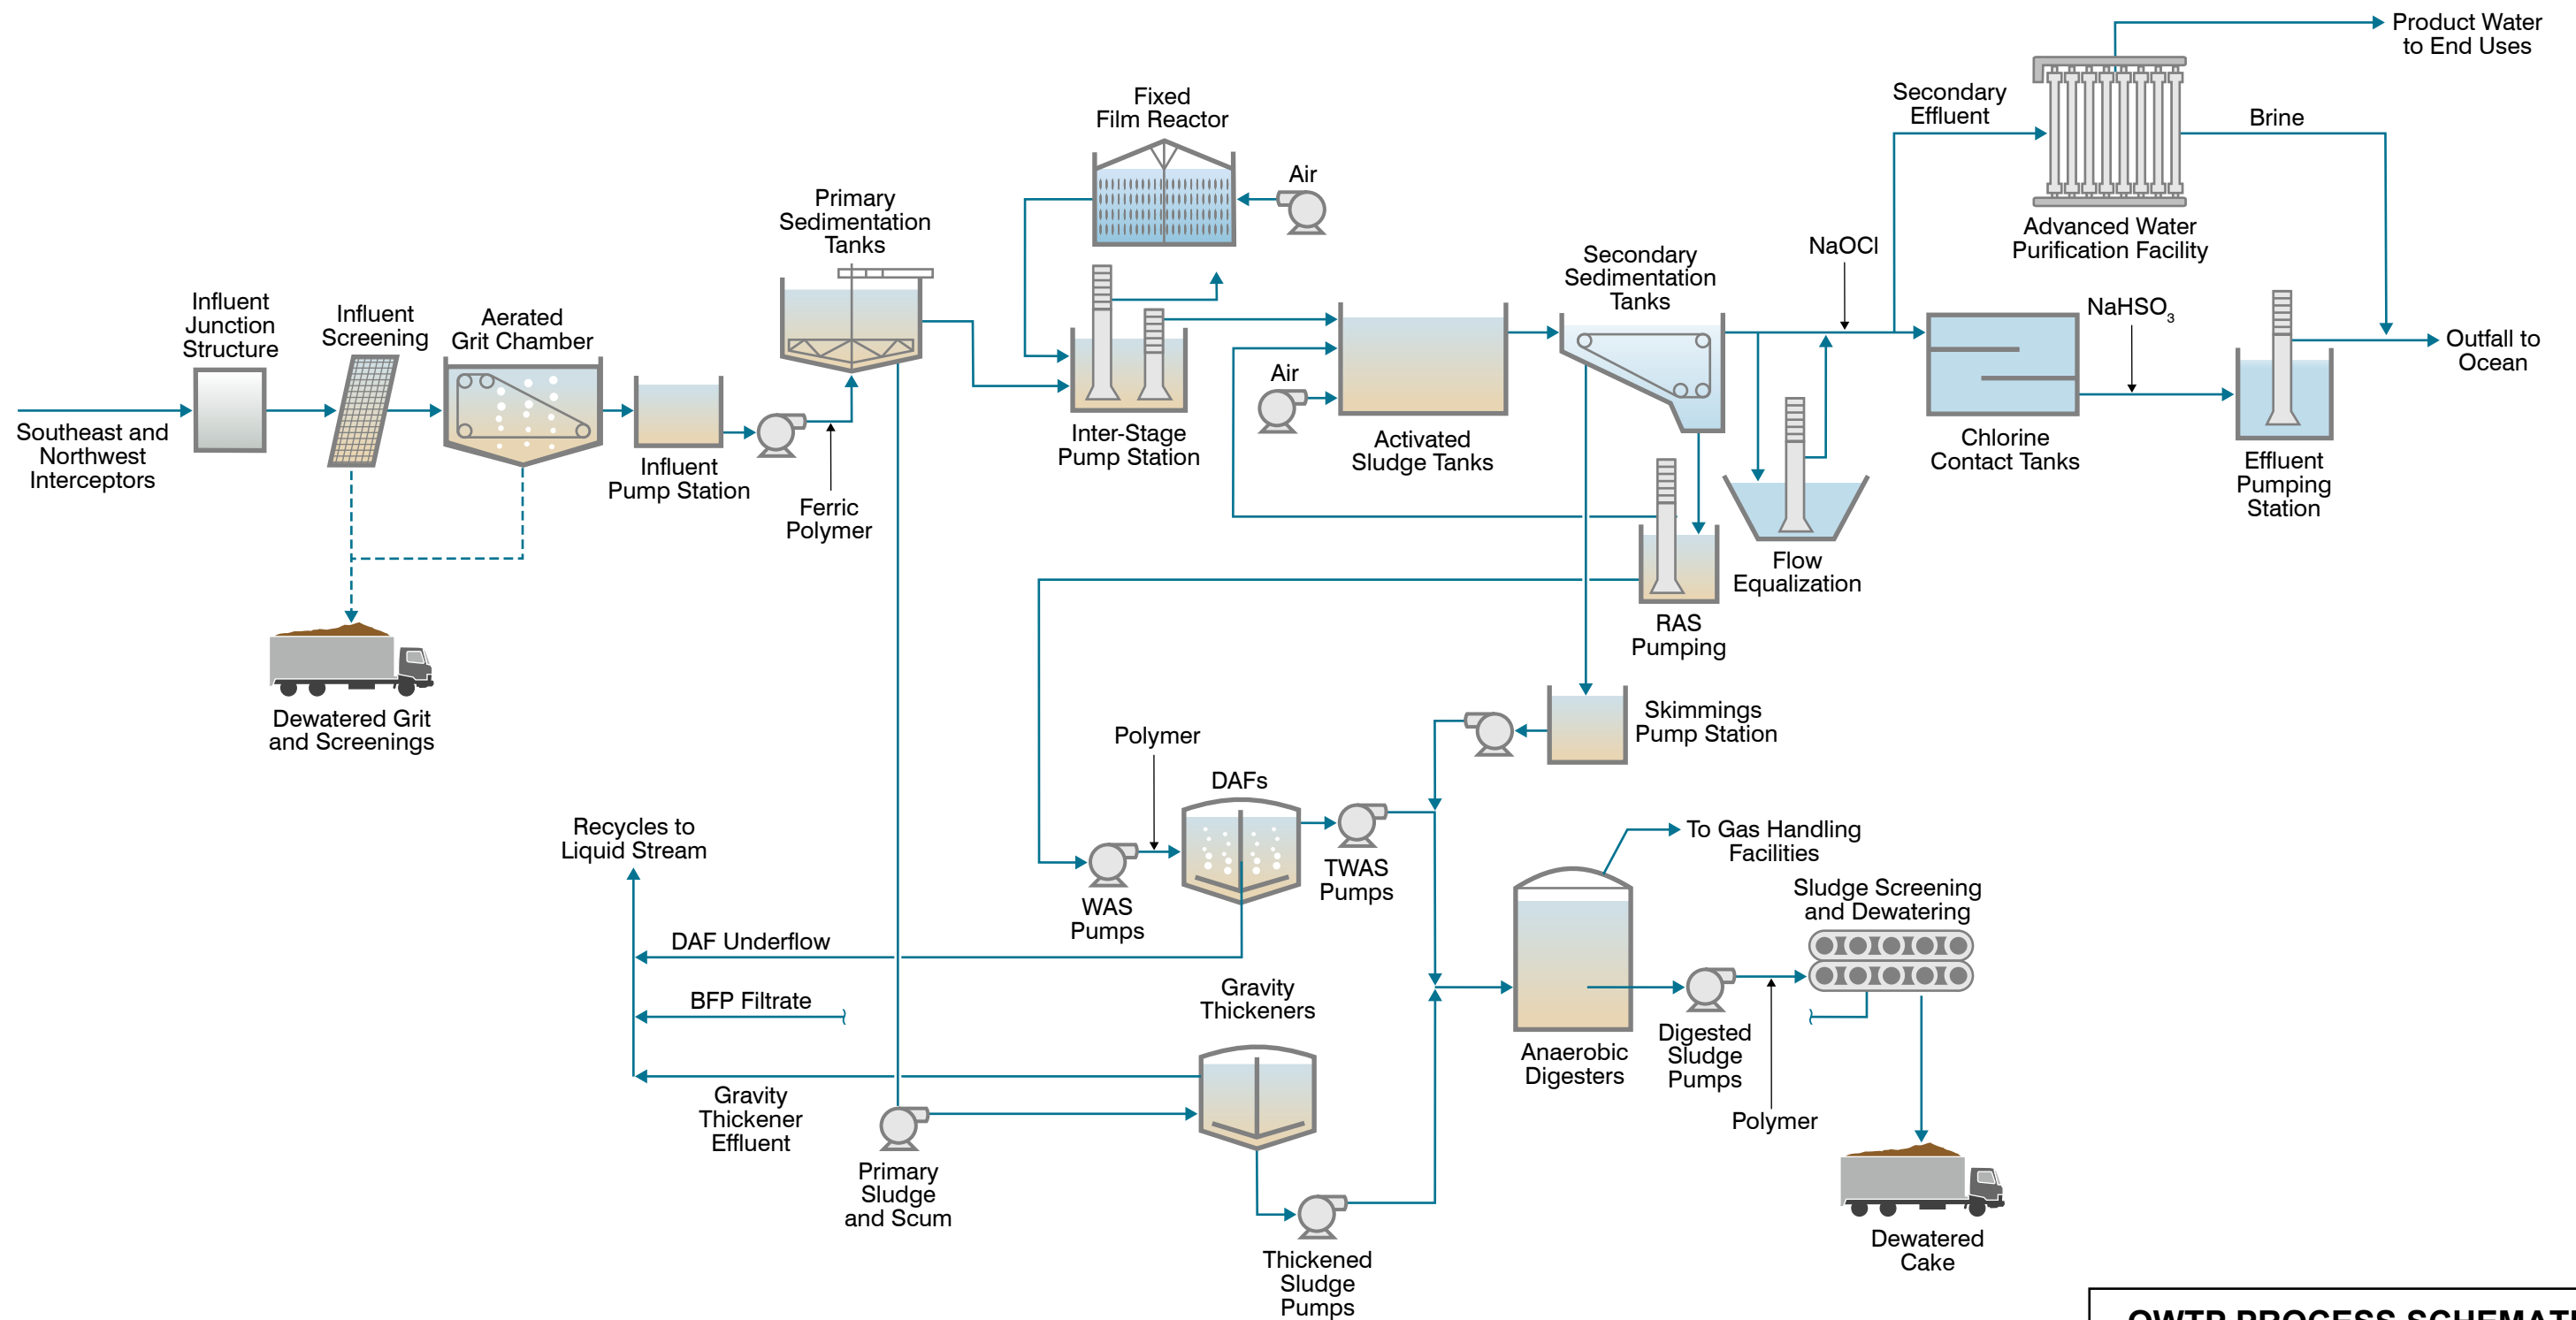 Product Water
to End Uses
Fixed
Film Reactor
Secondary
Effluent
Brine
Air
Primary
Sedimentation
Tanks
Advanced Water
Purification Facility
NaOCl
Secondary
Sedimentation
Tanks
Influent
Junction
Structure
Influent
Screening
Aerated
Grit Chamber
NaHSO3
Outfall to
Ocean
Air
Southeast and
Northwest
Interceptors
Influent
Pump Station
Ferric
Polymer
Inter-Stage
Pump Station
Activated
Sludge Tanks
Chlorine
Contact Tanks
Effluent
Pumping
Station
Flow
Equalization
RAS
Pumping
Dewatered Grit
and Screenings
Skimmings
Pump Station
Polymer
DAFs
Recycles to
Liquid Stream
To Gas Handling
Facilities
TWAS
Pumps
WAS
Pumps
Sludge Screening
and Dewatering
DAF Underflow
BFP Filtrate
Gravity
Thickeners
Anaerobic
Digesters
Digested
Sludge
Pumps
Polymer
Gravity
Thickener
Effluent
Primary
Sludge
and Scum
Thickened
Sludge
Pumps
Dewatered
Cake
PROCESS